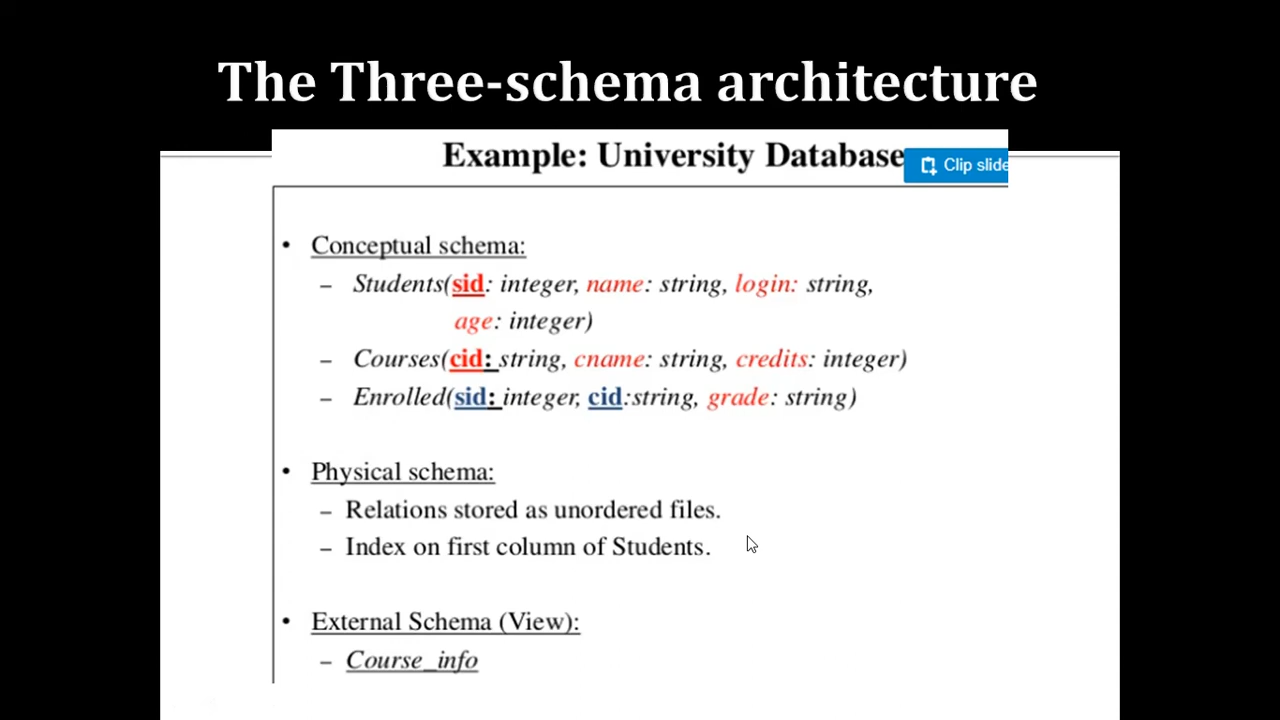 The Three-schema architecture
Example: University Database
Clip slide
• Conceptual schema:
– Students(sid: integer, name: string, login: string,
age: integer)
– Courses(cid: string, cname: string, credits: integer)
– Enrolled(sid: integer, cid:string, grade: string)
• Physical schema:
– Relations stored as unordered files.
– Index on first column of Students.
• External Schema (View):
– Course_info